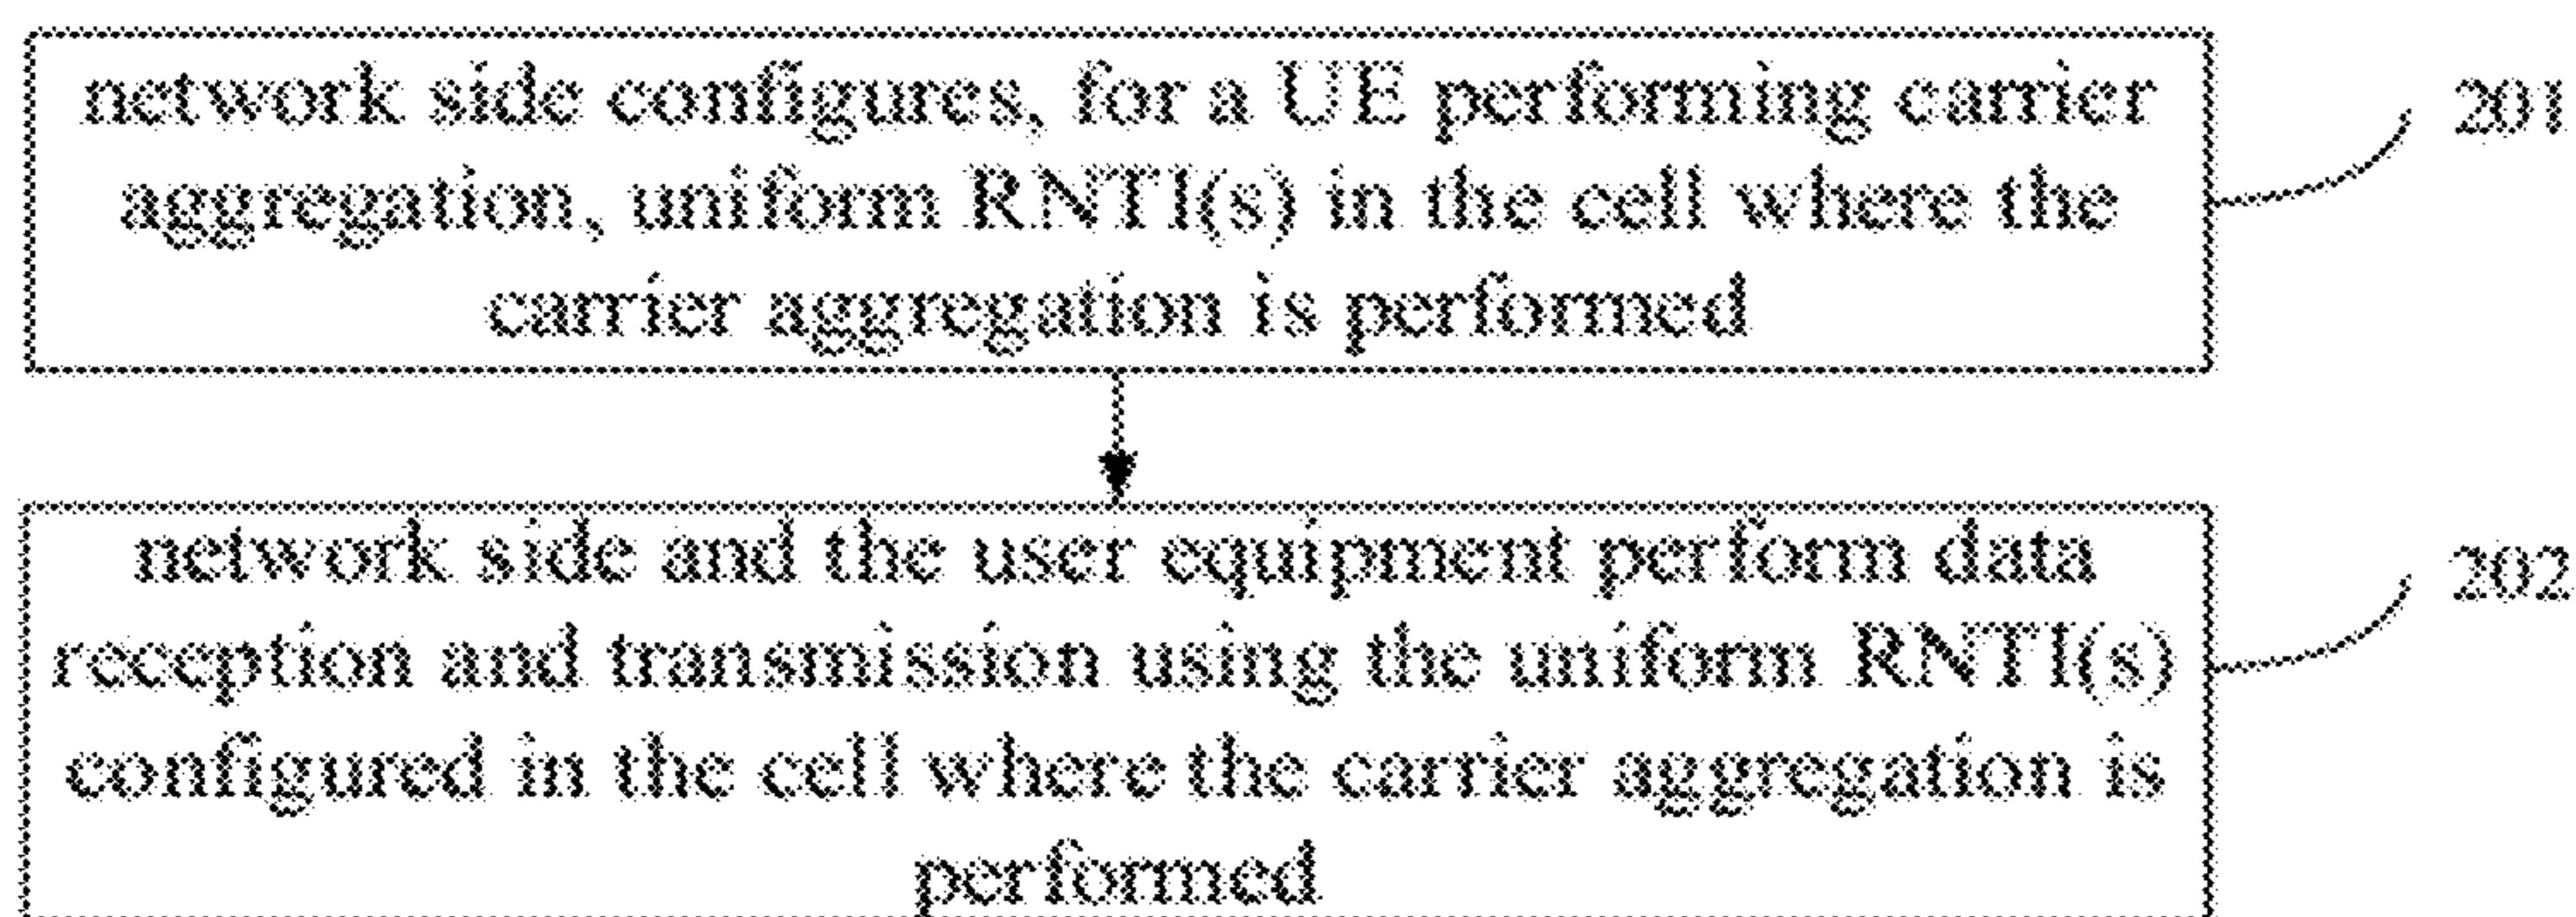 network side configures, for a UE performing carrier
aggregation, uniform RNTI(s) in the cell where the
carrier aggregation is performed
201
network side and the user equipment perform data
reception and transmission using the uniform RNTI(s)
configured in the cell where the carrier aggregation is
performed
202